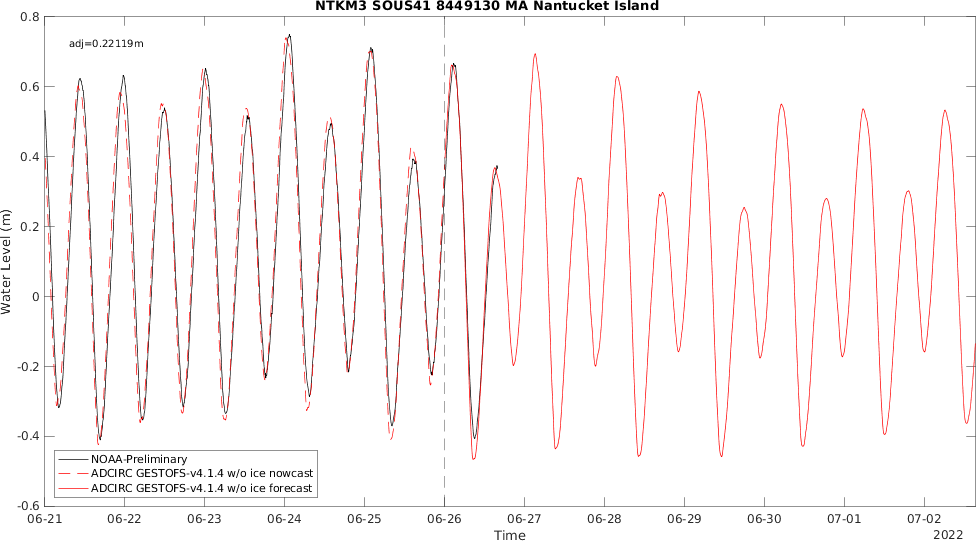 NTKM3 SOUS41 8449130 MA Nantucket Island
adj=0.22119m
0.8
0.6
0.4
0.2
0
-0.2
-0.4
-0.6
Water Level (m)
NOAA-Preliminary
ADCIRC GESTOFS-v4.1.4 w/o ice nowcast
ADCIRC GESTOFS-v4.1.4 w/o ice forecast
06-21 06-22 06-23 06-24 06-25 06-26 06-27 06-28 06-29 06-30 07-01 07-02
Time
2022